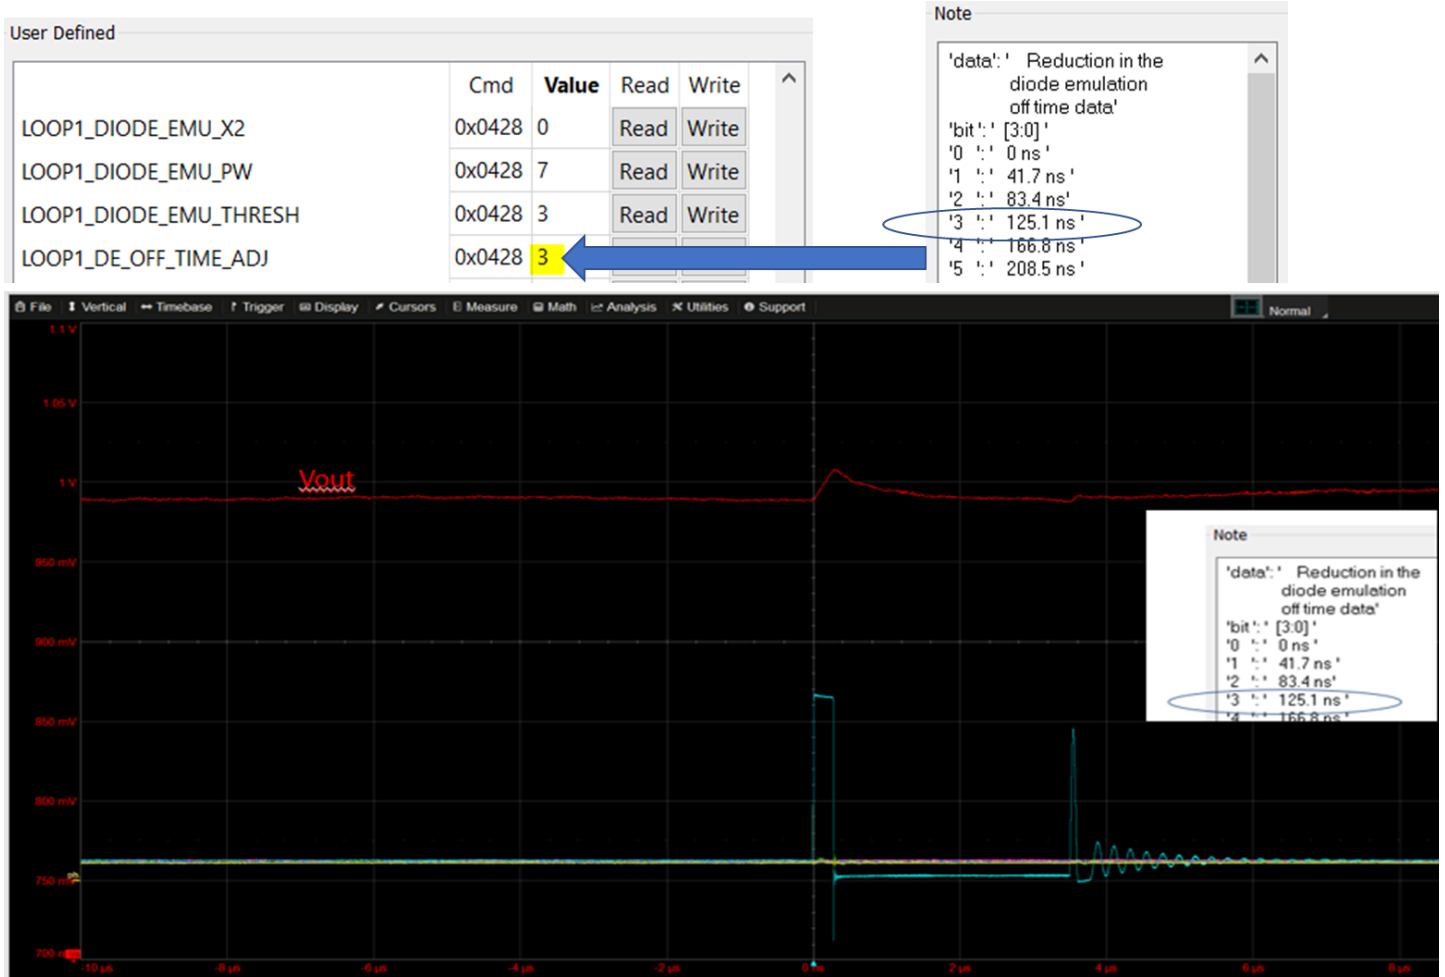 User Defined
Cmd Value Read Write
LOOP1_DIODE_EMU_X2 0x0428 0 Read Write
LOOP1_DIODE_EMU_PW 0x0428 7 Read Write
LOOP1_DIODE_EMU_THRESH 0x0428 3 Read Write
LOOP1_DE_OFF_TIME_ADJ 0x0428 3
Note
'data': ' Reduction in the
diode emulation
off time data'
'bit ': ' [3:0] '
'0 ': ' 0 ns '
'1 ': ' 41.7 ns '
'2 ': ' 83.4 ns'
'3 ': ' 125.1 ns '
'4 ': ' 166.8 ns '
'5 ': ' 208.5 ns '
File Vertical Timebase Trigger Display Cursors Measure Math Analysis Utilities Support Normal
1.1 V
1.05 V
1 V
Vout
950 mV
900 mV
850 mV
800 mV
750 mV
700
Note
'data': ' Reduction in the
diode emulation
off time data'
'bit ': ' [3:0] '
'0 ': ' 0 ns '
'1 ': ' 41.7 ns '
'2 ': ' 83.4 ns'
'3 ': ' 125.1 ns '
'4 ': ' 166.8 ns '
-10 µs -8 µs -6 µs -4 µs -2 µs 2 µs 4 µs 6 µs 8 µs